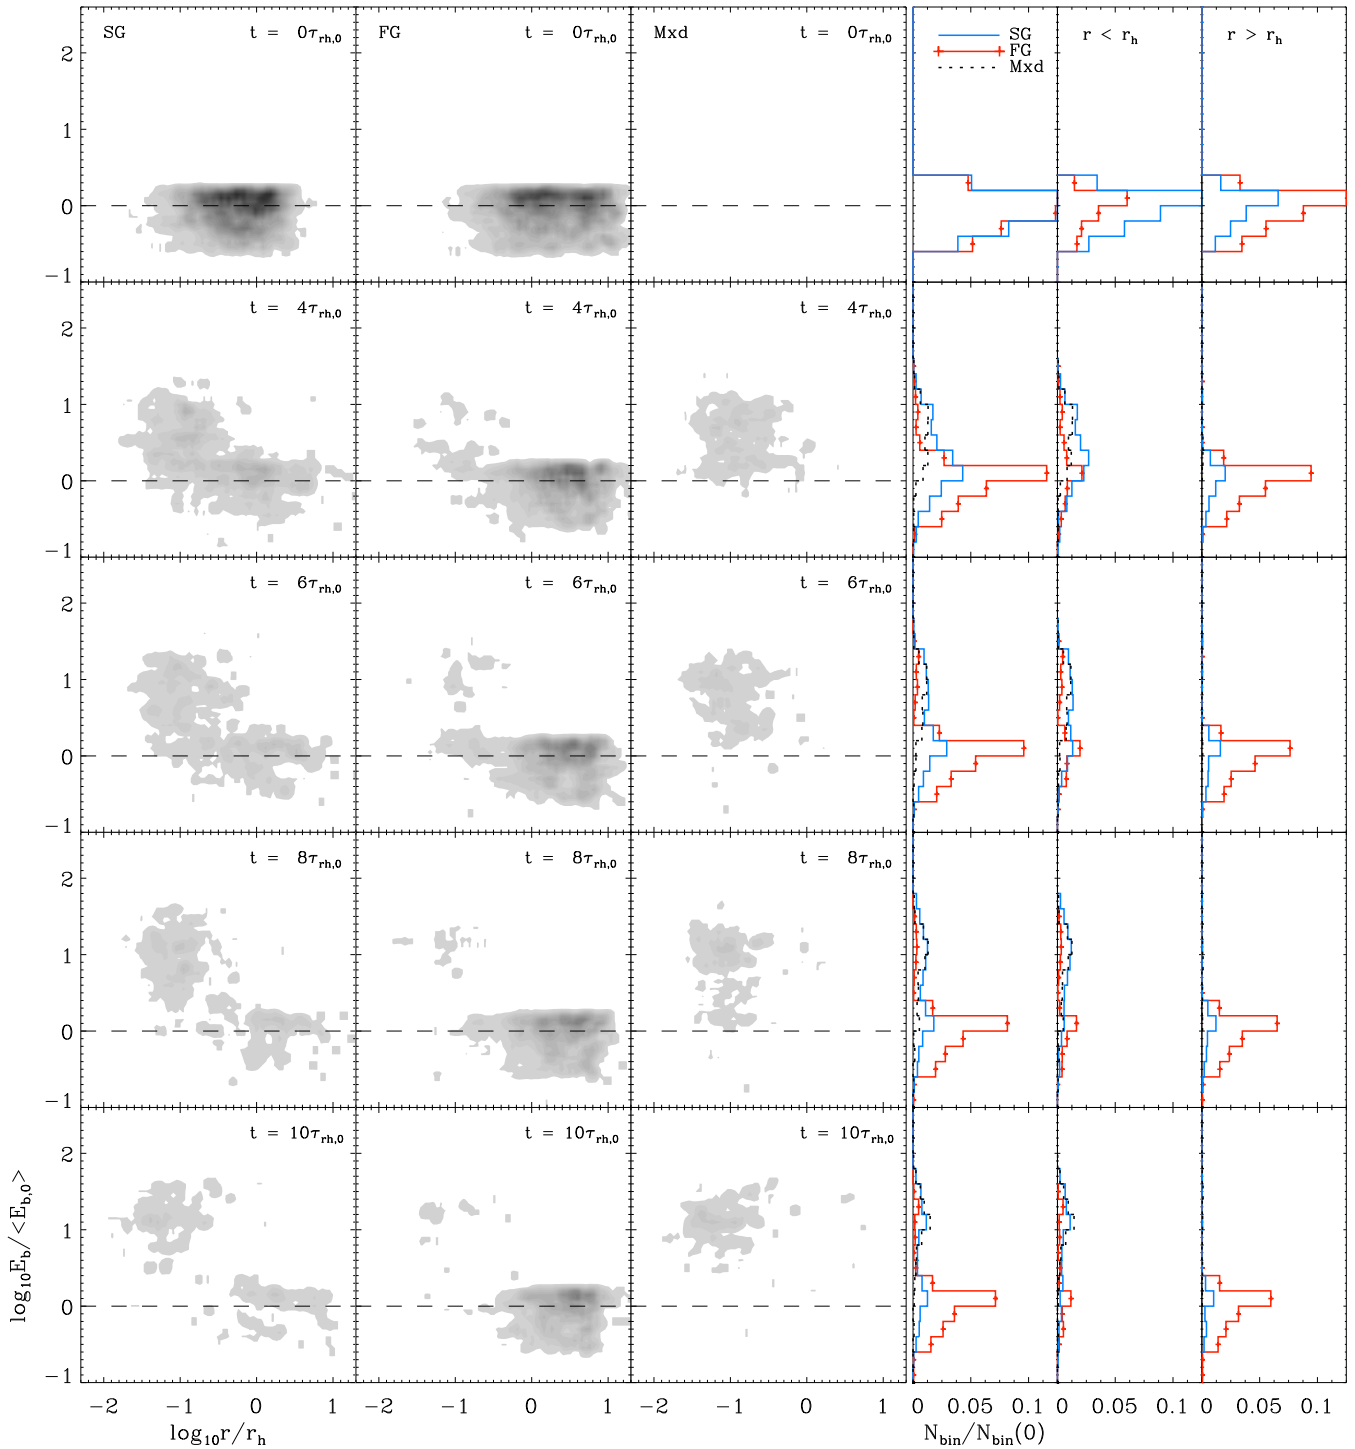 SG t = 0τrh,0 FG t = 0τrh,0 Mxd t = 0τrh,0
SG
FG
Mxd
r < rh
r > rh
2
1
0
−1
t = 4τrh,0 t = 4τrh,0 t = 4τrh,0
2
1
0
−1
t = 6τrh,0 t = 6τrh,0 t = 6τrh,0
2
1
0
−1
t = 8τrh,0 t = 8τrh,0 t = 8τrh,0
2
1
0
−1
t = 10τrh,0 t = 10τrh,0 t = 10τrh,0
2
1
0
−1
log10Eb/<Eb,0>
−2 −1 0 1 −2 −1 0 1 −2 −1 0 1 0 0.05 0.1 0 0.05 0.1 0 0.05 0.1
log10r/rh
Nbin/Nbin(0)